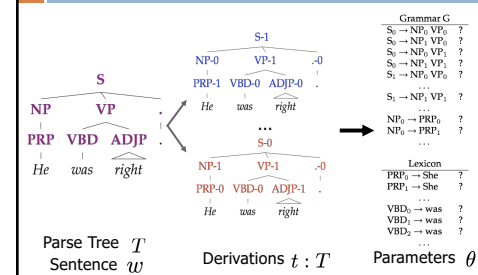 S
NP VP .
PRP VBD ADJP .
He was right
Parse Tree T
Sentence w
S-1
NP-0 VP-1 .-0
PRP-1 VBD-0 ADJP-0 .
He was right
...
S-0
NP-1 VP-1 .-0
PRP-0 VBD-0 ADJP-1 .
He was right
Derivations t : T
Grammar G
S₀ → NP₀ VP₀ ?
S₀ → NP₁ VP₀ ?
S₀ → NP₀ VP₁ ?
S₀ → NP₁ VP₁ ?
S₁ → NP₀ VP₀ ?
...
S₁ → NP₁ VP₁ ?
...
NP₀ → PRP₀ ?
NP₀ → PRP₁ ?
...
Lexicon
PRP₀ → She ?
PRP₁ → She ?
...
VBD₀ → was ?
VBD₁ → was ?
VBD₂ → was ?
...
Parameters θ